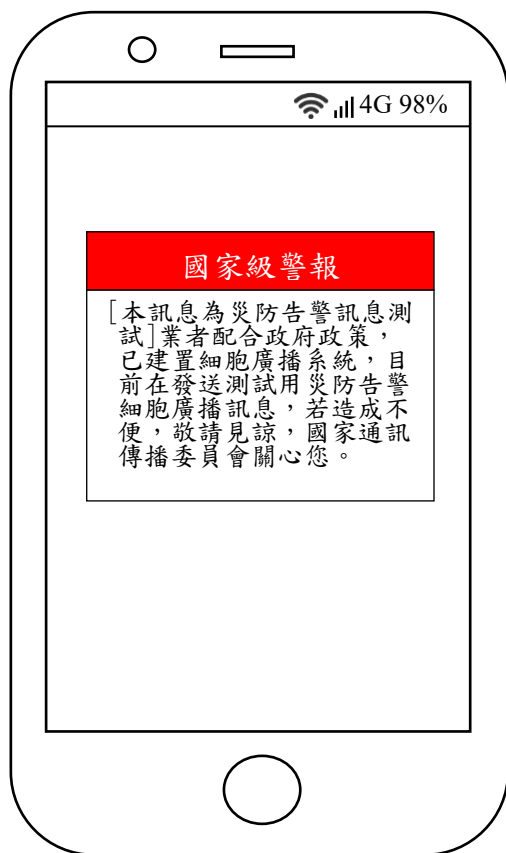 4G 98%
國家級警報
[本訊息為災防告警訊息測
試]業者配合政府政策，
已建置細胞廣播系統，目
前在發送測試用災防告警
細胞廣播訊息，若造成不
便，敬請見諒，國家通訊
傳播委員會關心您。